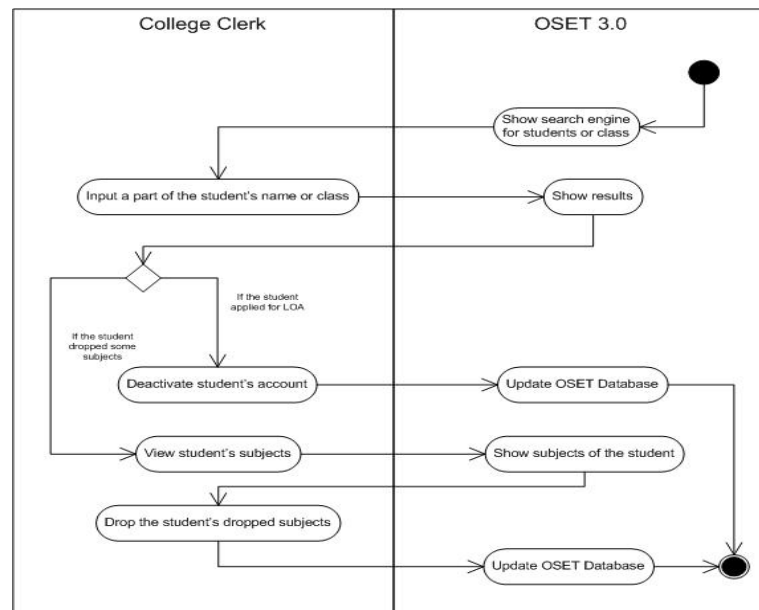 College Clerk
OSET 3.0
Show search engine
for students or class
Input a part of the student's name or class
Show results
If the student
applied for LOA
If the student
dropped some
subjects
Deactivate student's account
Update OSET Database
View student's subjects
Show subjects of the student
Drop the student's dropped subjects
Update OSET Database